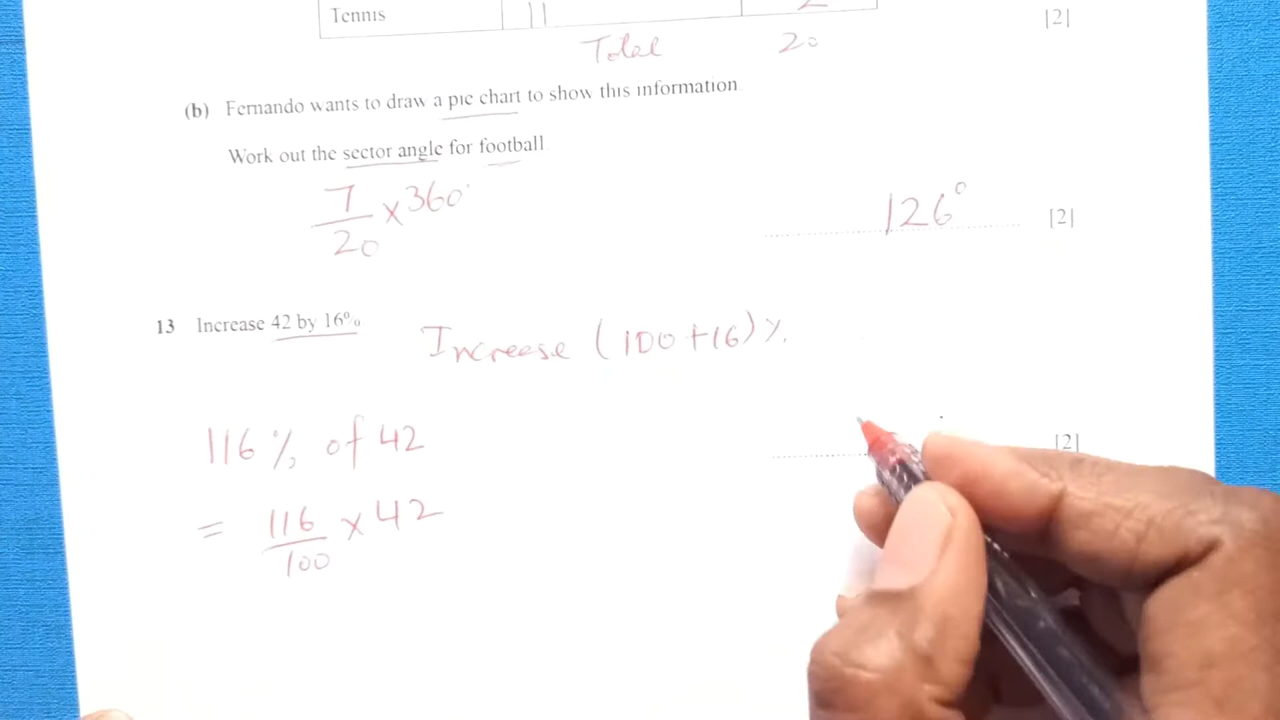 Tennis ||
[2]
Total 20
(b) Fernando wants to draw a pie chart to show this information.
Work out the sector angle for football
7/20 × 360°
126° [2]
13 Increase 42 by 16%
Increase (100+16)%
116% of 42
[2]
= 116/100 × 42